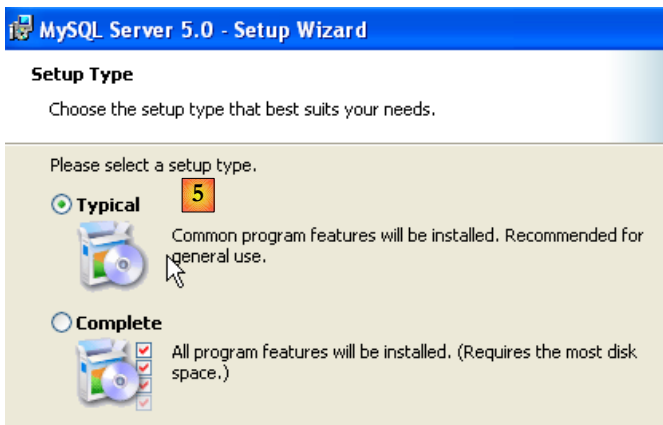 MySQL Server 5.0 - Setup Wizard
Setup Type
Choose the setup type that best suits your needs.
Please select a setup type.
5
Typical
Common program features will be installed. Recommended for
general use.
Complete
All program features will be installed. (Requires the most disk
space.)